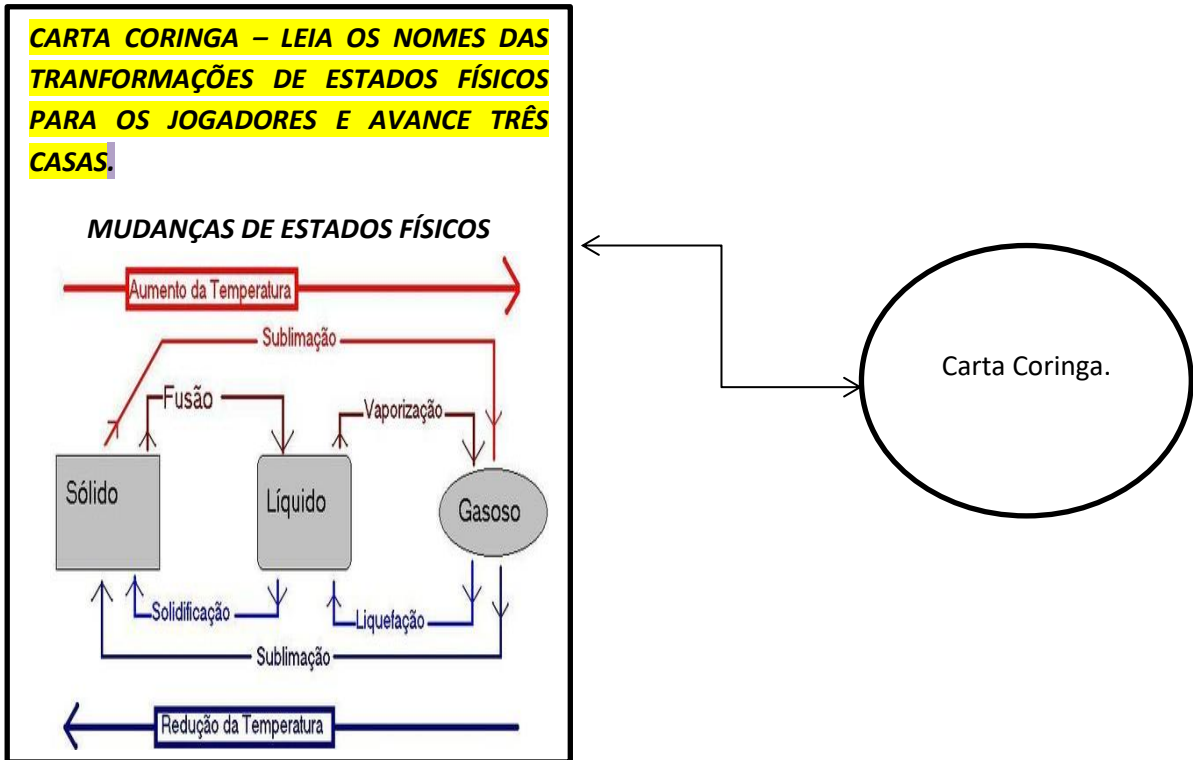 CARTA CORINGA – LEIA OS NOMES DAS
TRANFORMAÇÕES DE ESTADOS FÍSICOS
PARA OS JOGADORES E AVANCE TRÊS
CASAS.
MUDANÇAS DE ESTADOS FÍSICOS
Aumento da Temperatura
Sublimação
Fusão
Vaporização
Sólido
Líquido
Gasoso
Solidificação
Liquefação
Sublimação
Redução da Temperatura
Carta Coringa.